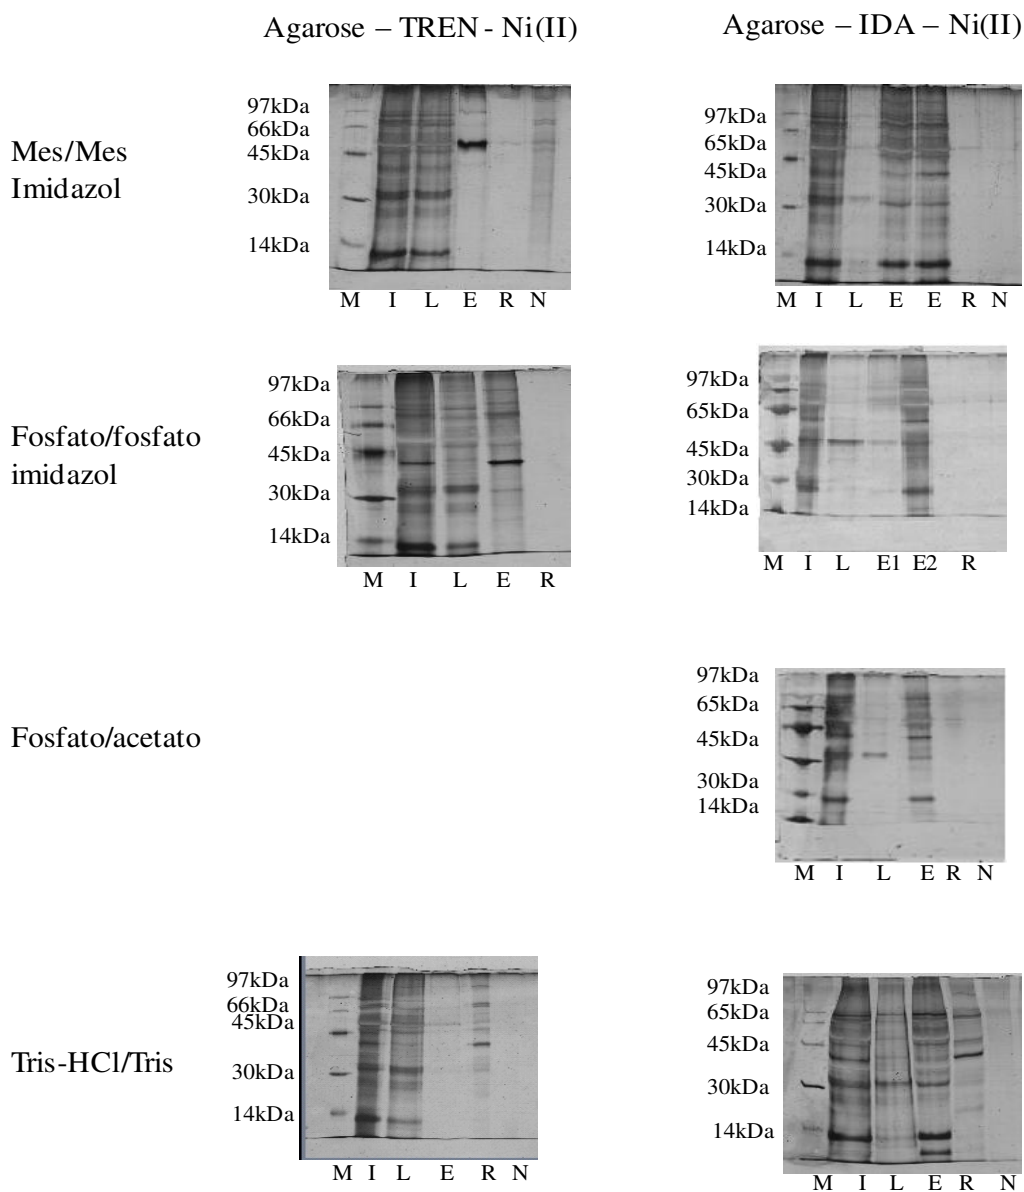 Agarose – TREN - Ni(II)
Agarose – IDA – Ni(II)
Mes/Mes
Imidazol
97kDa
66kDa
45kDa
30kDa
14kDa
M I L E R N
97kDa
65kDa
45kDa
30kDa
14kDa
M I L E E R N
Fosfato/fosfato
imidazol
97kDa
66kDa
45kDa
30kDa
14kDa
M I L E R
97kDa
65kDa
45kDa
30kDa
14kDa
M I L E1 E2 R
Fosfato/acetato
97kDa
65kDa
45kDa
30kDa
14kDa
M I L E R N
Tris-HCl/Tris
97kDa
66kDa
45kDa
30kDa
14kDa
M I L E R N
97kDa
65kDa
45kDa
30kDa
14kDa
M I L E R N